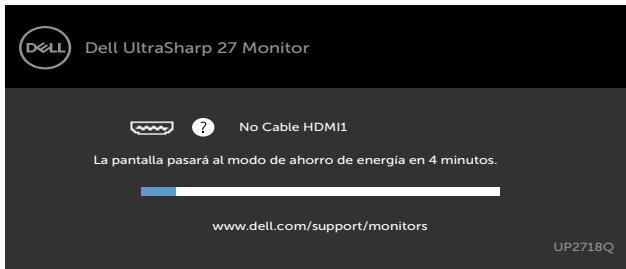 DELL Dell UltraSharp 27 Monitor
? No Cable HDMI1
La pantalla pasará al modo de ahorro de energía en 4 minutos.
www.dell.com/support/monitors
UP2718Q